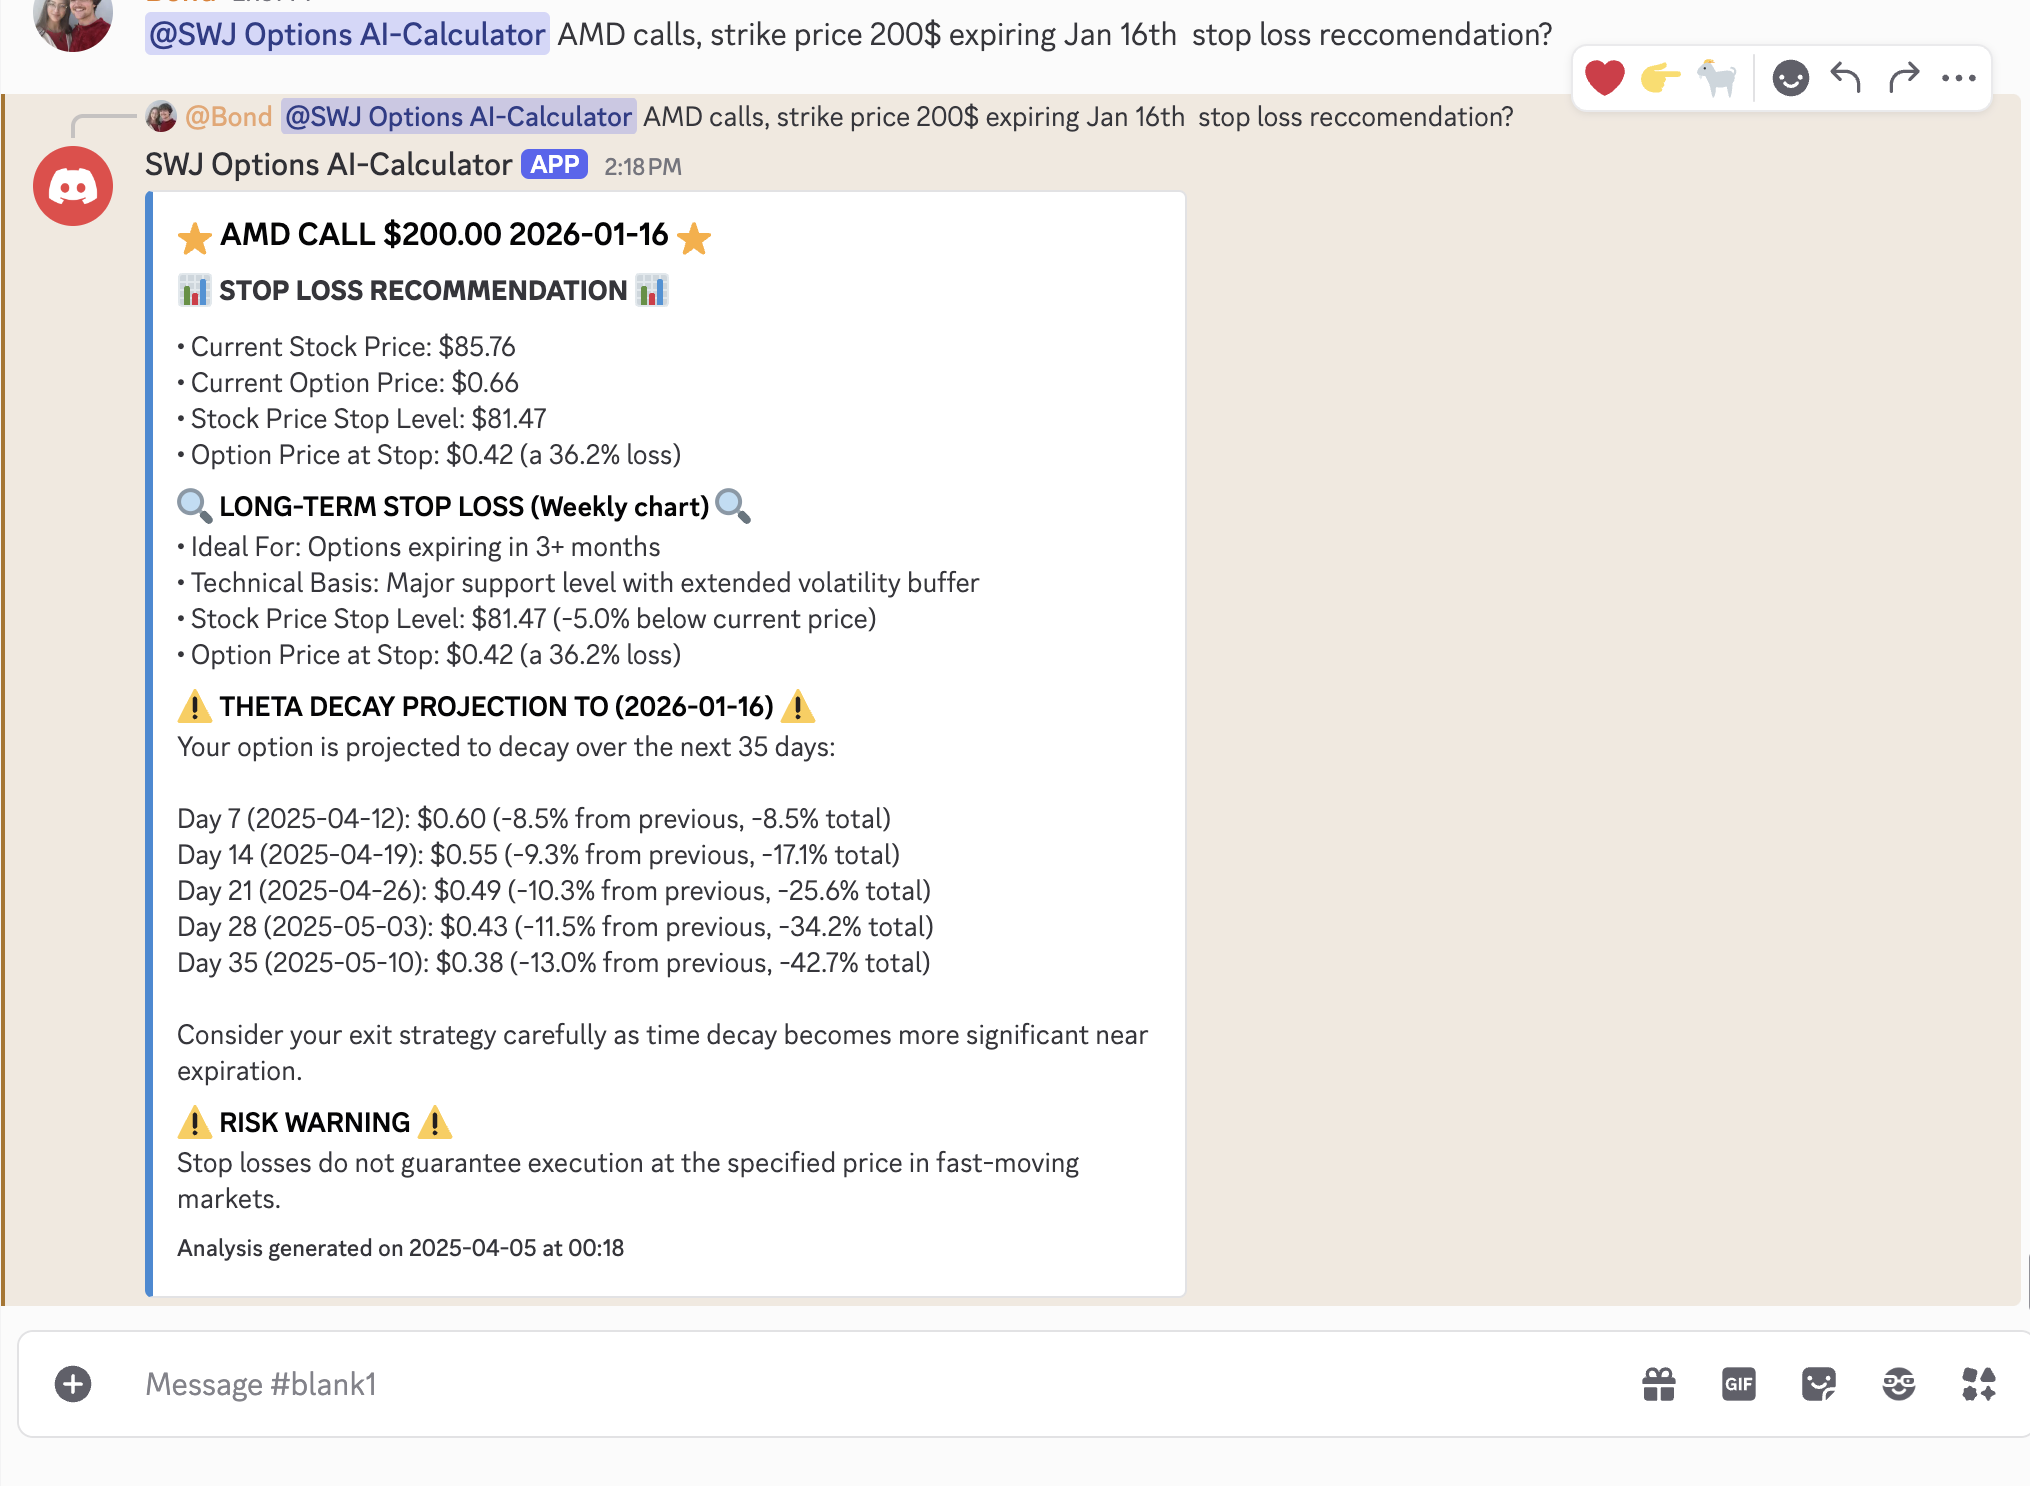 @SWJ Options AI-Calculator AMD calls, strike price 200$ expiring Jan 16th  stop loss reccomendation?
@Bond @SWJ Options AI-Calculator AMD calls, strike price 200$ expiring Jan 16th  stop loss reccomendation?
SWJ Options AI-Calculator APP 2:18 PM
AMD CALL $200.00 2026-01-16
STOP LOSS RECOMMENDATION
• Current Stock Price: $85.76
• Current Option Price: $0.66
• Stock Price Stop Level: $81.47
• Option Price at Stop: $0.42 (a 36.2% loss)
LONG-TERM STOP LOSS (Weekly chart)
• Ideal For: Options expiring in 3+ months
• Technical Basis: Major support level with extended volatility buffer
• Stock Price Stop Level: $81.47 (-5.0% below current price)
• Option Price at Stop: $0.42 (a 36.2% loss)
THETA DECAY PROJECTION TO (2026-01-16)
Your option is projected to decay over the next 35 days:
Day 7 (2025-04-12): $0.60 (-8.5% from previous, -8.5% total)
Day 14 (2025-04-19): $0.55 (-9.3% from previous, -17.1% total)
Day 21 (2025-04-26): $0.49 (-10.3% from previous, -25.6% total)
Day 28 (2025-05-03): $0.43 (-11.5% from previous, -34.2% total)
Day 35 (2025-05-10): $0.38 (-13.0% from previous, -42.7% total)
Consider your exit strategy carefully as time decay becomes more significant near
expiration.
RISK WARNING
Stop losses do not guarantee execution at the specified price in fast-moving
markets.
Analysis generated on 2025-04-05 at 00:18
Message #blank1
GIF